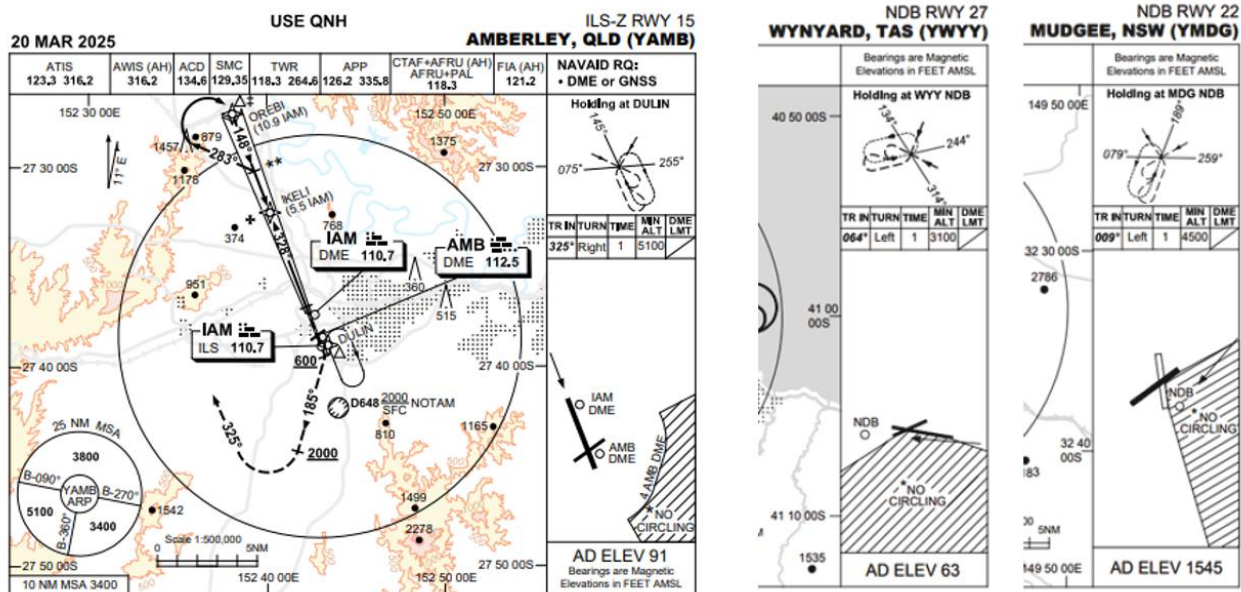 USE QNH
ILS-Z RWY 15
20 MAR 2025
AMBERLEY, QLD (YAMB)
ATIS
123.3 316.2
AWIS (AH)
316.2
ACD
134.6
SMC
129.35
TWR
118.3 264.6
APP
126.2 335.8
CTAF+AFRU (AH)
AFRU+PAL
118.3
FIA (AH)
121.2
NAVAID RQ:
• DME or GNSS
152 30 00E
152 50 00E
OREBI
(10.9 IAM)
148°
879
1457
283°
**
1178
1375
27 30 00S
27 30 00S
11° E
IKELI
(5.5 IAM)
328°
374
768
IAM
DME 110.7
AMB
DME 112.5
360
515
951
1000
IAM
ILS 110.7
DULIN
600
27 40 00S
27 40 00S
185°
325°
D648 2000
SFC
NOTAM
810
1165
2000
25 NM MSA
3800
B-090°
YAMB
ARP
B-270°
5100
B-360°
3400
1542
1499
2278
500
Scale 1:500,000
0
5NM
27 50 00S
27 50 00S
10 NM MSA 3400
152 40 00E
152 50 00E
Holding at DULIN
145°
075°
255°
TR IN TURN TIME MIN ALT DME LMT
325° Right 1 5100
IAM
DME
AMB
DME
4 AMB DME
NO
CIRCLING
AD ELEV 91
Bearings are Magnetic
Elevations in FEET AMSL
NDB RWY 27
WYNYARD, TAS (YWYY)
Bearings are Magnetic
Elevations in FEET AMSL
40 50 00S
Holding at WYY NDB
134°
244°
314°
TR IN TURN TIME MIN ALT DME LMT
064° Left 1 3100
41 00
00S
NDB
NO
CIRCLING
41 10 00S
1535
AD ELEV 63
NDB RWY 22
MUDGEE, NSW (YMDG)
Bearings are Magnetic
Elevations in FEET AMSL
149 50 00E
Holding at MDG NDB
189°
079°
259°
TR IN TURN TIME MIN ALT DME LMT
009° Left 1 4500
32 30 00S
2786
NDB
NO
CIRCLING
32 40
00S
5NM
149 50 00E
AD ELEV 1545